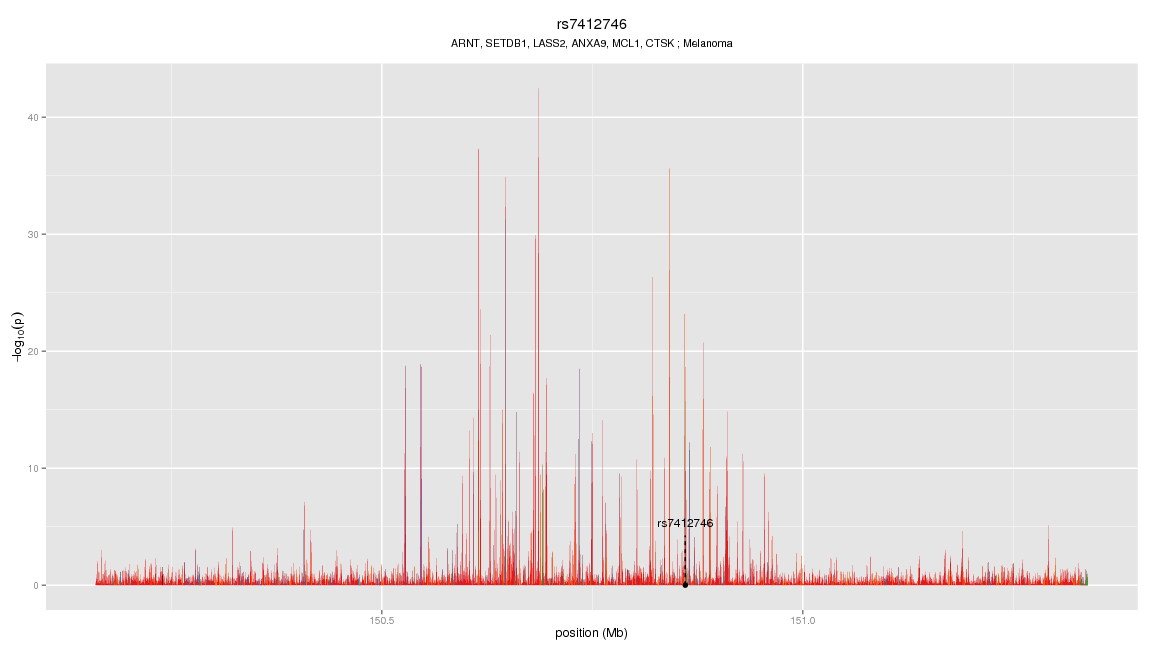 rs7412746
ARNT, SETDB1, LASS2, ANXA9, MCL1, CTSK ; Melanoma
40
30
20
10
0
−log10(p)
rs7412746
150.5
151.0
position (Mb)